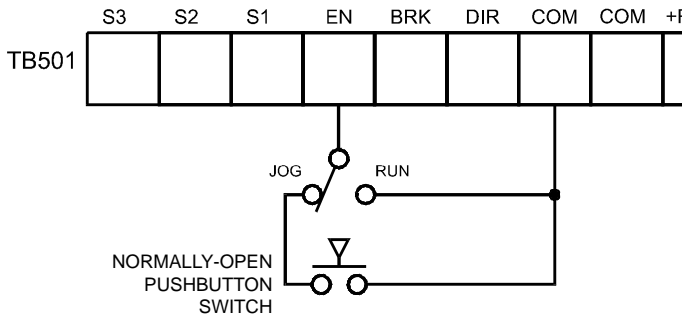 S3 S2 S1 EN BRK DIR COM COM
TB501
JOG RUN
NORMALLY-OPEN
PUSHBUTTON
SWITCH